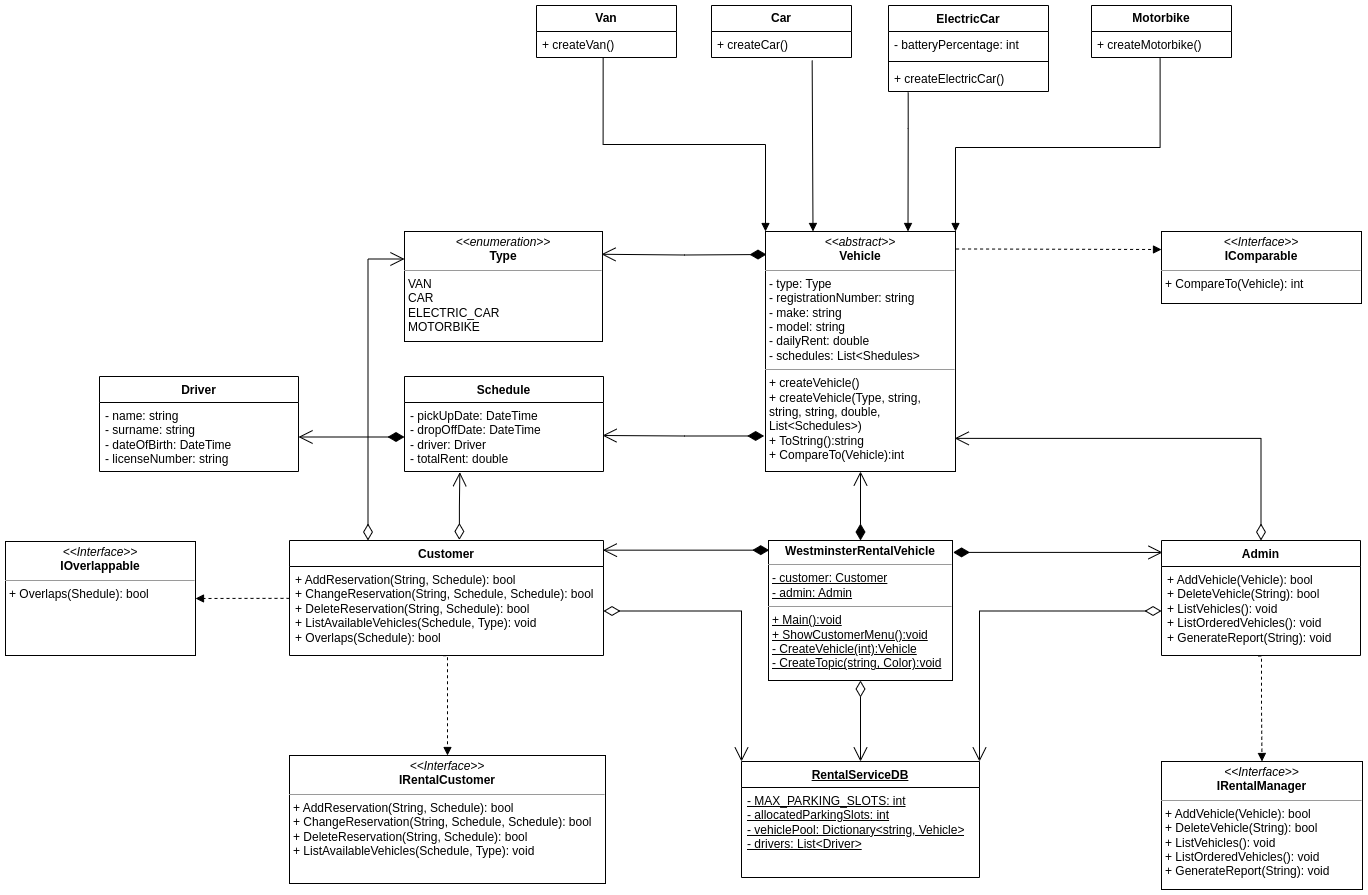 Van
+ createVan()
Car
+ createCar()
ElectricCar
- batteryPercentage: int
+ createElectricCar()
Motorbike
+ createMotorbike()
<<enumeration>>
Type
VAN
CAR
ELECTRIC_CAR
MOTORBIKE
<<abstract>>
Vehicle
- type: Type
- registrationNumber: string
- make: string
- model: string
- dailyRent: double
- schedules: List<Shedules>
+ createVehicle()
+ createVehicle(Type, string,
string, string, double,
List<Schedules>)
+ ToString():string
+ CompareTo(Vehicle):int
<<Interface>>
IComparable
+ CompareTo(Vehicle): int
Driver
- name: string
- surname: string
- dateOfBirth: DateTime
- licenseNumber: string
Schedule
- pickUpDate: DateTime
- dropOffDate: DateTime
- driver: Driver
- totalRent: double
<<Interface>>
IOverlappable
+ Overlaps(Shedule): bool
Customer
+ AddReservation(String, Schedule): bool
+ ChangeReservation(String, Schedule, Schedule): bool
+ DeleteReservation(String, Schedule): bool
+ ListAvailableVehicles(Schedule, Type): void
+ Overlaps(Schedule): bool
WestminsterRentalVehicle
- customer: Customer
- admin: Admin
+ Main():void
+ ShowCustomerMenu():void
- CreateVehicle(int):Vehicle
- CreateTopic(string, Color):void
Admin
+ AddVehicle(Vehicle): bool
+ DeleteVehicle(String): bool
+ ListVehicles(): void
+ ListOrderedVehicles(): void
+ GenerateReport(String): void
<<Interface>>
IRentalCustomer
+ AddReservation(String, Schedule): bool
+ ChangeReservation(String, Schedule, Schedule): bool
+ DeleteReservation(String, Schedule): bool
+ ListAvailableVehicles(Schedule, Type): void
RentalServiceDB
- MAX_PARKING_SLOTS: int
- allocatedParkingSlots: int
- vehiclePool: Dictionary<string, Vehicle>
- drivers: List<Driver>
<<Interface>>
IRentalManager
+ AddVehicle(Vehicle): bool
+ DeleteVehicle(String): bool
+ ListVehicles(): void
+ ListOrderedVehicles(): void
+ GenerateReport(String): void